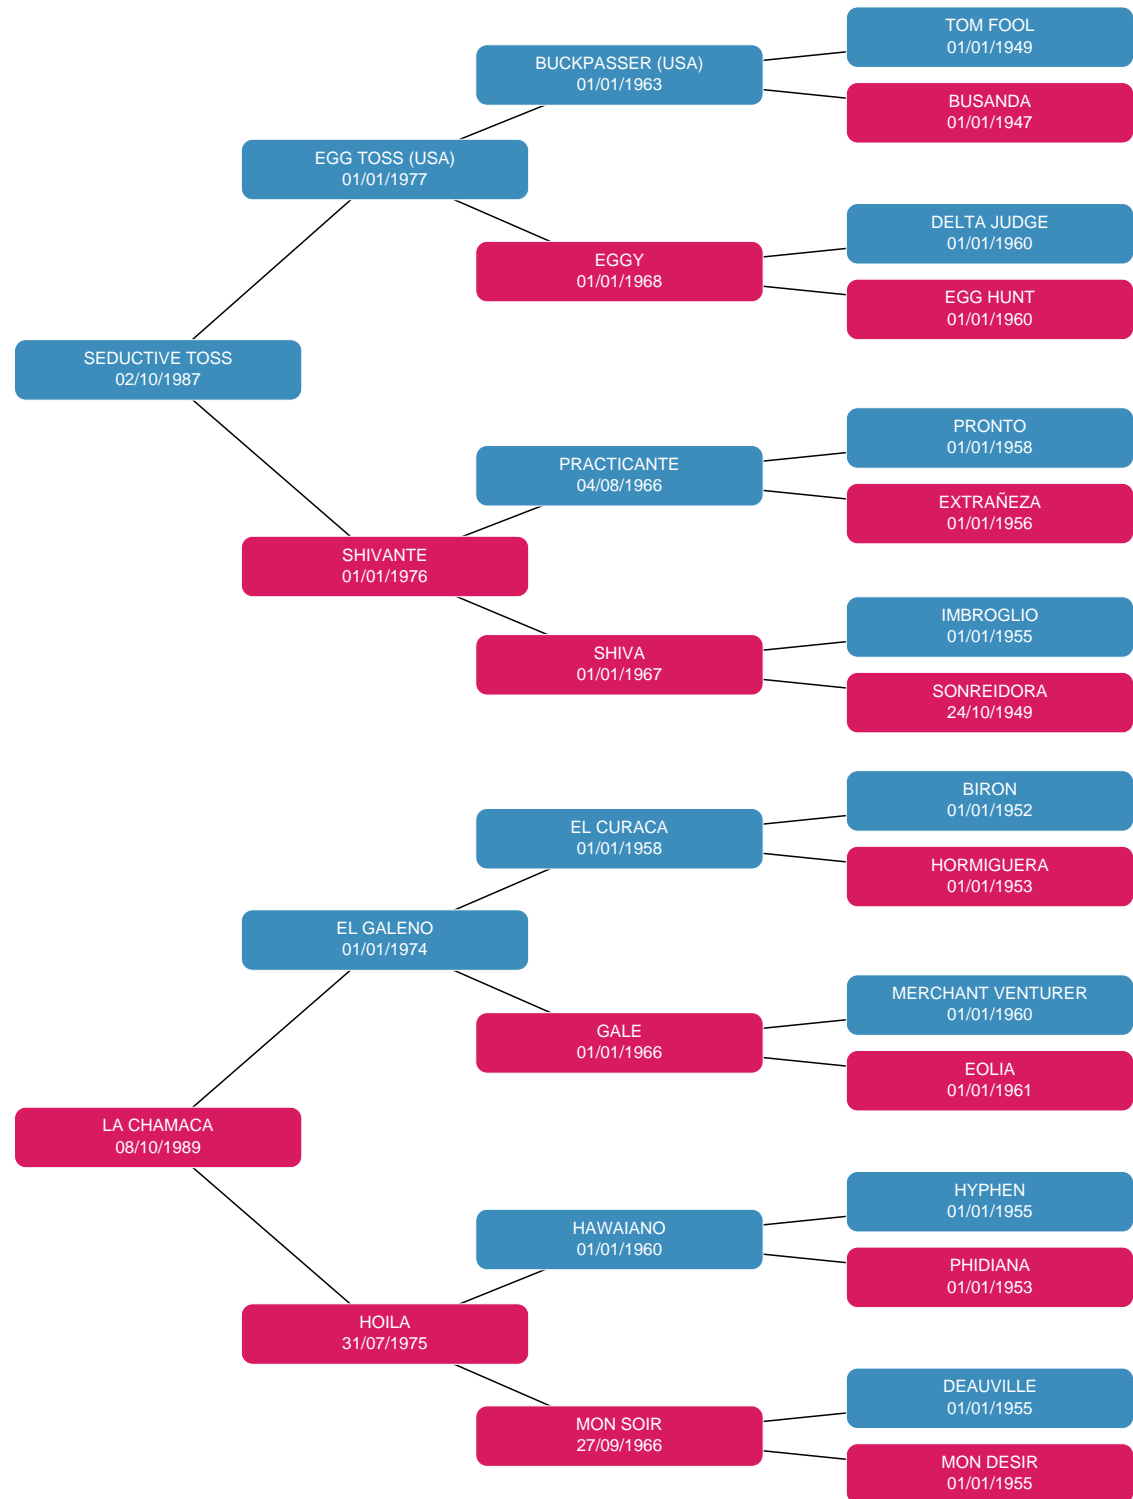 TOM FOOL
01/01/1949
BUCKPASSER (USA)
01/01/1963
BUSANDA
01/01/1947
EGG TOSS (USA)
01/01/1977
DELTA JUDGE
01/01/1960
EGGY
01/01/1968
EGG HUNT
01/01/1960
SEDUCTIVE TOSS
02/10/1987
PRONTO
01/01/1958
PRACTICANTE
04/08/1966
EXTRAÑEZA
01/01/1956
SHIVANTE
01/01/1976
IMBROGLIO
01/01/1955
SHIVA
01/01/1967
SONREIDORA
24/10/1949
BIRON
01/01/1952
EL CURACA
01/01/1958
HORMIGUERA
01/01/1953
EL GALENO
01/01/1974
MERCHANT VENTURER
01/01/1960
GALE
01/01/1966
EOLIA
01/01/1961
LA CHAMACA
08/10/1989
HYPHEN
01/01/1955
HAWAIANO
01/01/1960
PHIDIANA
01/01/1953
HOILA
31/07/1975
DEAUVILLE
01/01/1955
MON SOIR
27/09/1966
MON DESIR
01/01/1955